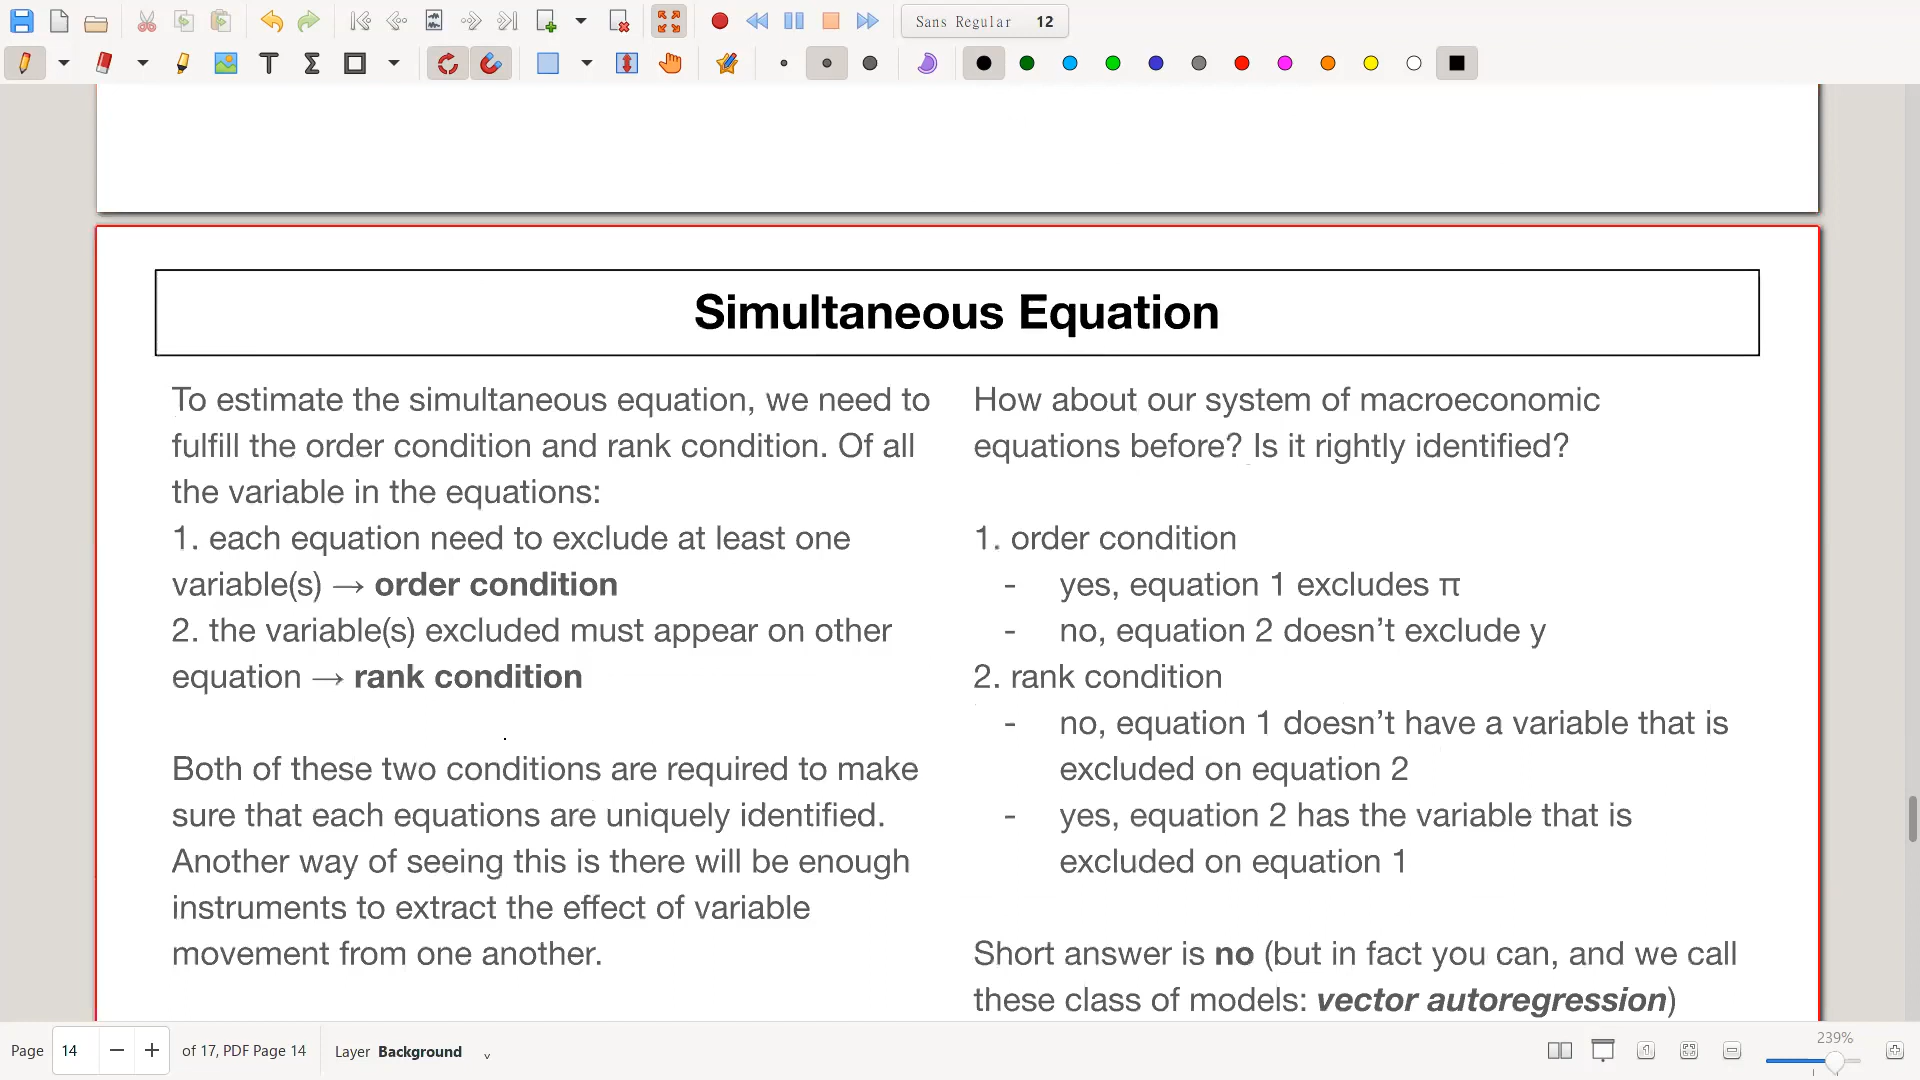 Sans Regular 12
Simultaneous Equation
To estimate the simultaneous equation, we need to
fulfill the order condition and rank condition. Of all
the variable in the equations:
1. each equation need to exclude at least one
variable(s) → order condition
2. the variable(s) excluded must appear on other
equation → rank condition
Both of these two conditions are required to make
sure that each equations are uniquely identified.
Another way of seeing this is there will be enough
instruments to extract the effect of variable
movement from one another.
How about our system of macroeconomic
equations before? Is it rightly identified?
1. order condition
- yes, equation 1 excludes π
- no, equation 2 doesn't exclude y
2. rank condition
- no, equation 1 doesn't have a variable that is
excluded on equation 2
- yes, equation 2 has the variable that is
excluded on equation 1
Short answer is no (but in fact you can, and we call
these class of models: vector autoregression)
Page 14 of 17, PDF Page 14 Layer Background
239%